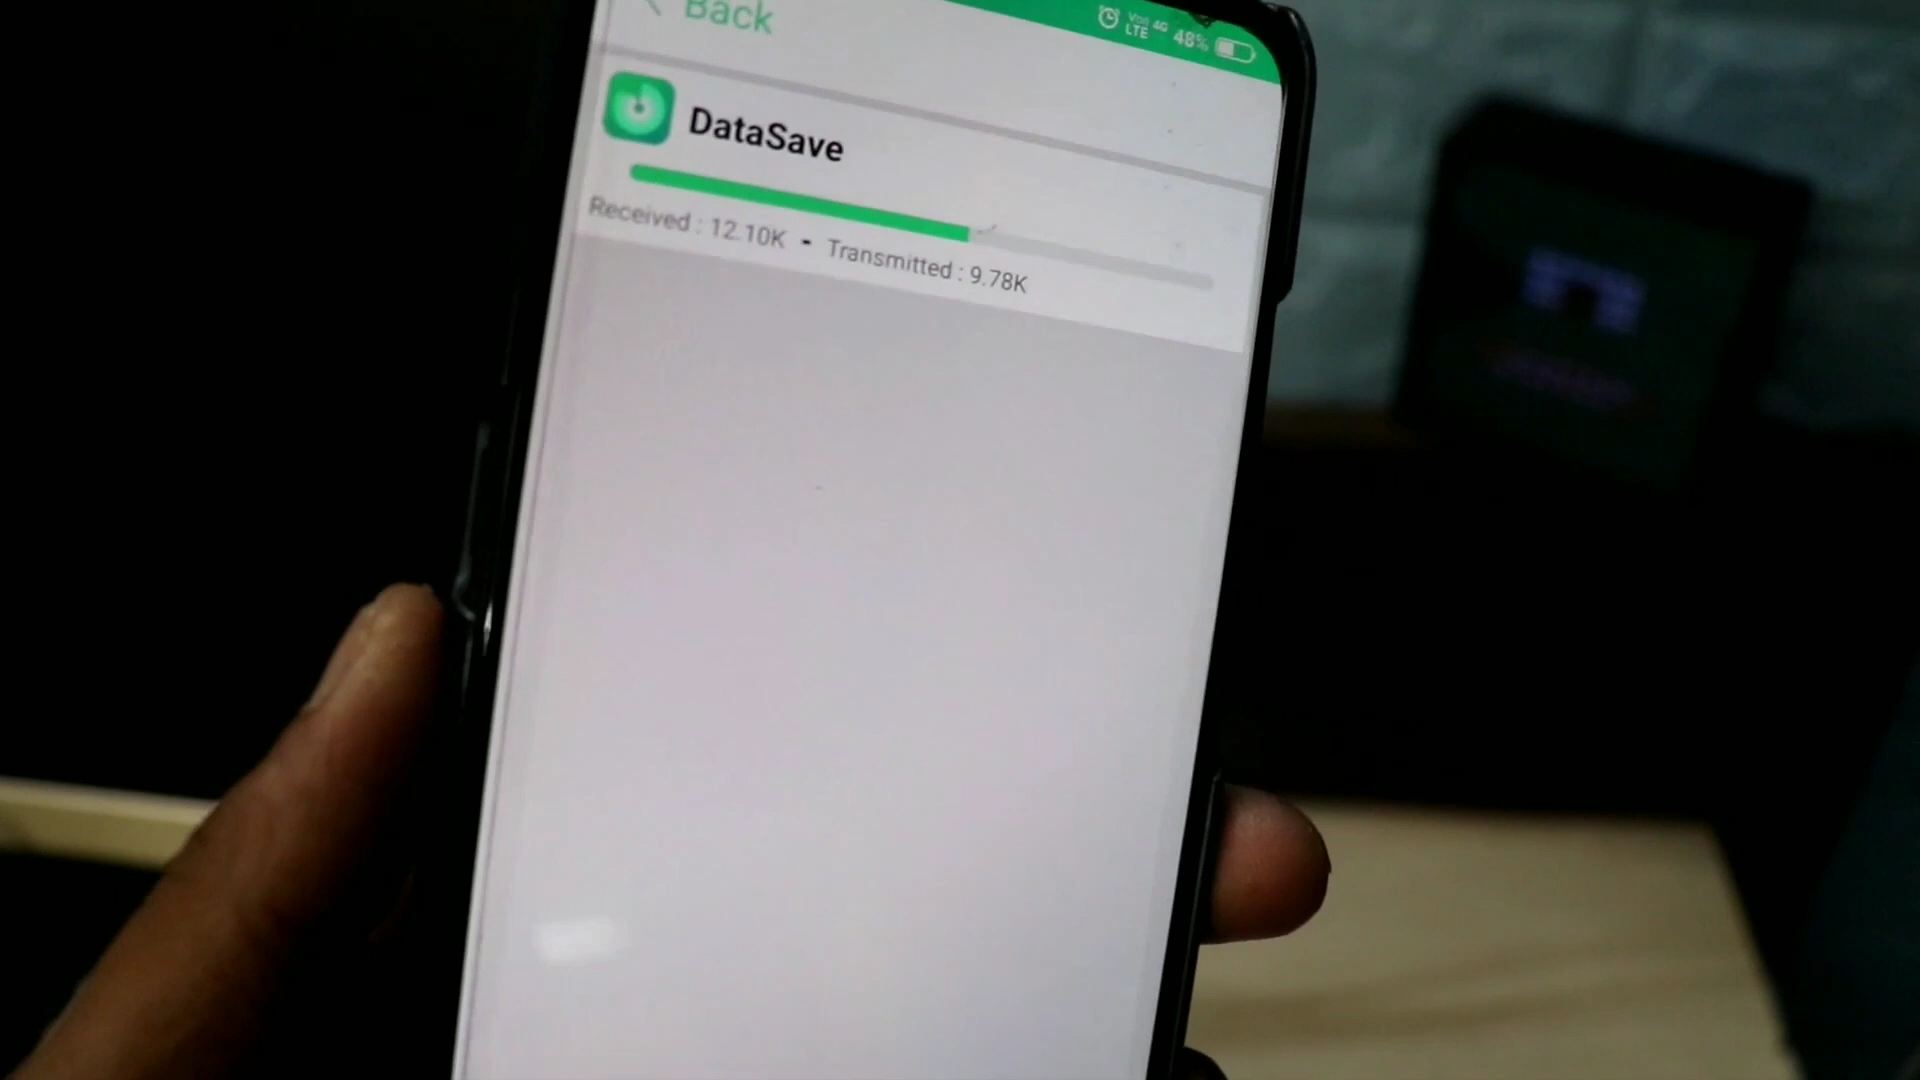 Back
Vo)) 4G
LTE
48%
DataSave
Received : 12.10K - Transmitted : 9.78K